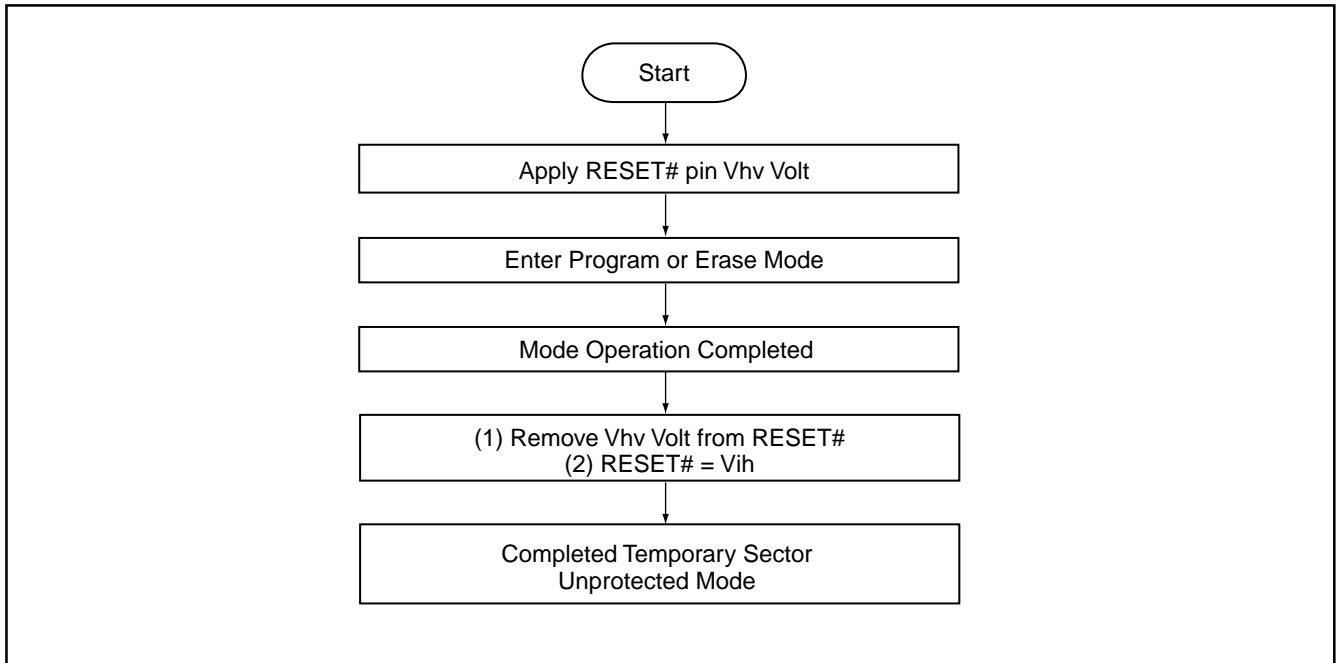 Start
Apply RESET# pin Vhv Volt
Enter Program or Erase Mode
Mode Operation Completed
(1) Remove Vhv Volt from RESET#
(2) RESET# = Vih
Completed Temporary Sector
Unprotected Mode